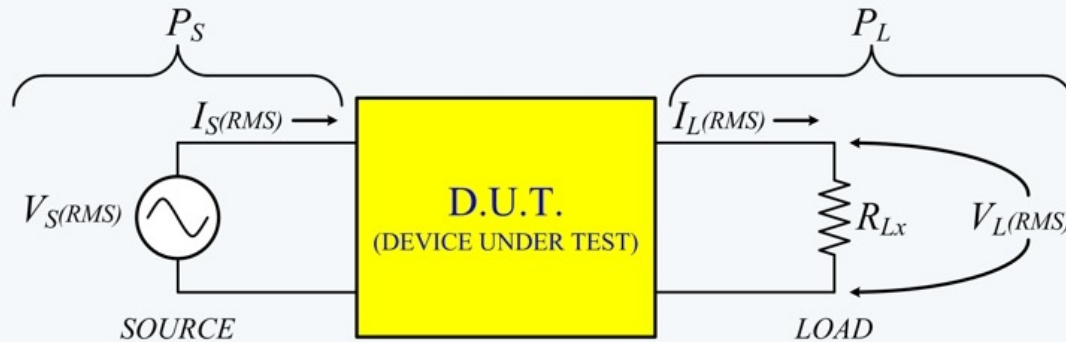 P_S
P_L
I_S(RMS)
I_L(RMS)
V_S(RMS)
D.U.T.
(DEVICE UNDER TEST)
R_Lx
V_L(RMS)
SOURCE
LOAD